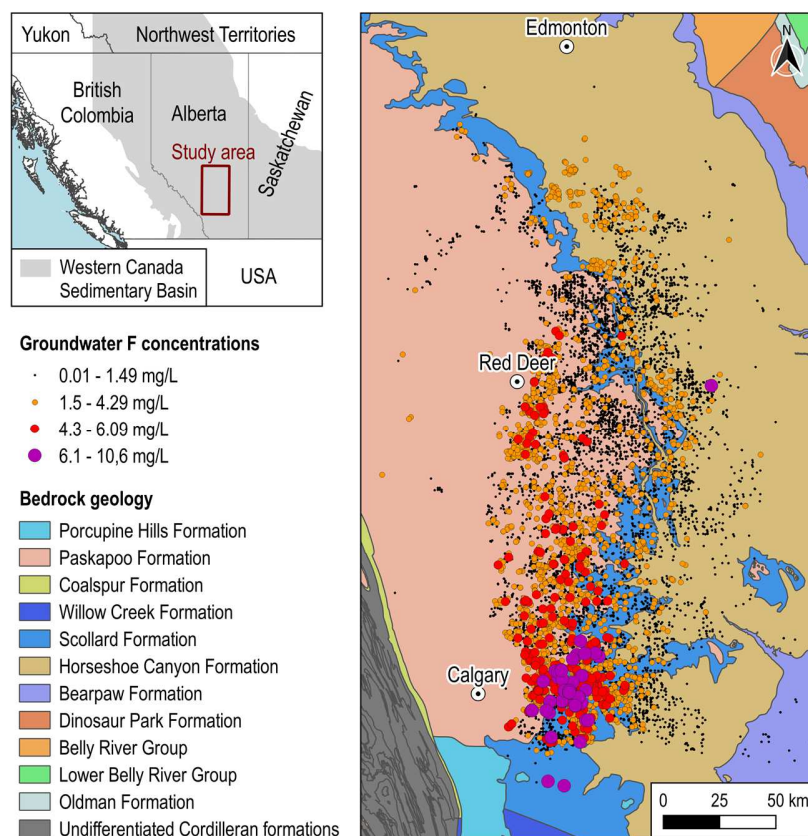 Yukon
Northwest Territories
British
Colombia
Alberta
Saskatchewan
Study area
Western Canada
Sedimentary Basin
USA
Groundwater F concentrations
0.01 - 1.49 mg/L
1.5 - 4.29 mg/L
4.3 - 6.09 mg/L
6.1 - 10,6 mg/L
Bedrock geology
Porcupine Hills Formation
Paskapoo Formation
Coalspur Formation
Willow Creek Formation
Scollard Formation
Horseshoe Canyon Formation
Bearpaw Formation
Dinosaur Park Formation
Belly River Group
Lower Belly River Group
Oldman Formation
Undifferentiated Cordilleran formations
Edmonton
N
Red Deer
Calgary
0 25 50 km